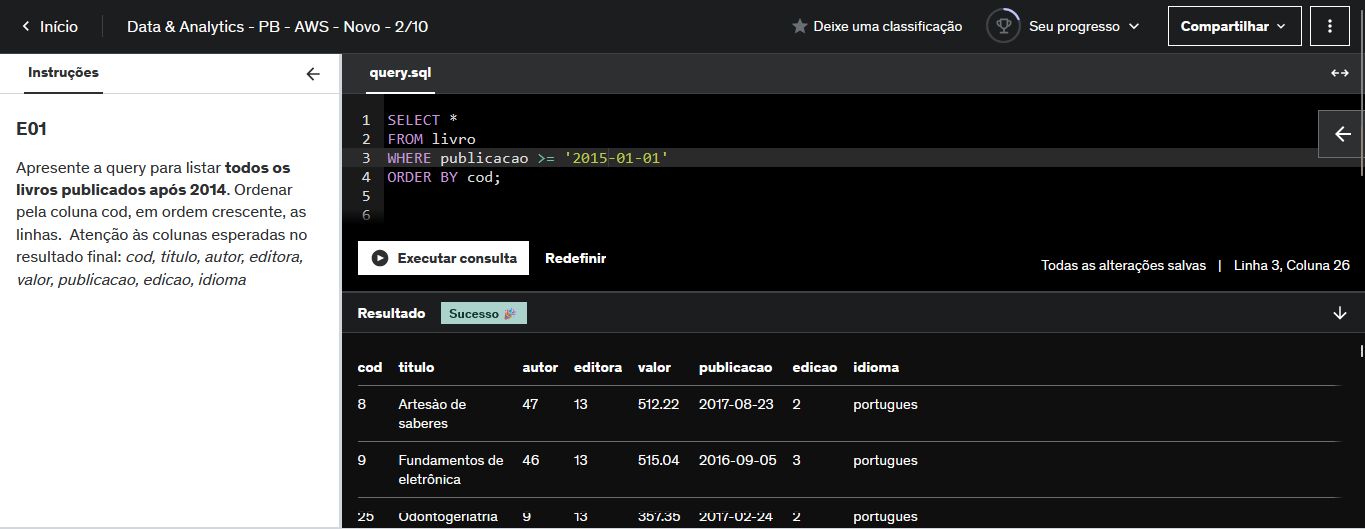 Início
Data & Analytics - PB - AWS - Novo - 2/10
Deixe uma classificação
Seu progresso
Compartilhar
Instruções
E01
Apresente a query para listar todos os
livros publicados após 2014. Ordenar
pela coluna cod, em ordem crescente, as
linhas. Atenção às colunas esperadas no
resultado final: cod, titulo, autor, editora,
valor, publicacao, edicao, idioma
query.sql
1 SELECT *
2 FROM livro
3 WHERE publicacao >= '2015-01-01'
4 ORDER BY cod;
5
6
Executar consulta
Redefinir
Todas as alterações salvas | Linha 3, Coluna 26
Resultado
Sucesso 🎉
cod titulo autor editora valor publicacao edicao idioma
8 Artesào de 47 13 512.22 2017-08-23 2 portugues
saberes
9 Fundamentos de 46 13 515.04 2016-09-05 3 portugues
eletrônica
25 Odontogeriatria 9 13 357.35 2017-02-24 2 portugues